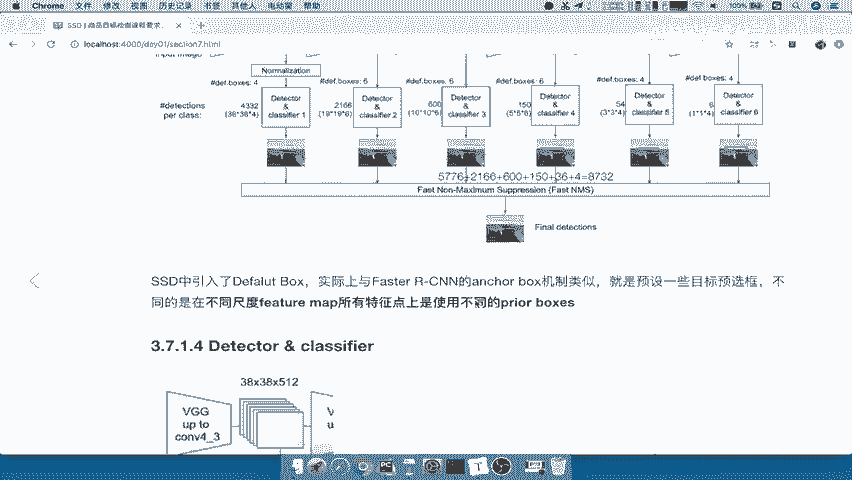 Chrome 文件 修改 视图 历史记录 书签 其他人 电动窗 帮助
100%
SSD | 商品目标检测课程要求.
localhost:4000/day01/section7.html
Input Image
Normalization
#def.boxes: 4
#def.boxes: 6
#def.boxes: 6
#def.boxes: 6
#def.boxes: 4
#def.boxes: 4
#detections
per class:
4332
(38*38*4)
Detector
&
classifier 1
2166
(19*19*6)
Detector
&
classifier 2
600
(10*10*6)
Detector
&
classifier 3
150
(5*5*6)
Detector
&
classifier 4
54
(3*3*4)
Detector
&
classifier 5
(1*1*4)
Detector
&
classifier 6
5776+2166+600+150+36+4=8732
Fast Non-Maximum Suppression (Fast NMS)
Final detections
SSD中引入了Defalut Box，实际上与Faster R-CNN的anchor box机制类似，就是预设一些目标预选框，不
同的是在不同尺度feature map所有特征点上是使用不同的prior boxes
3.7.1.4 Detector & classifier
38x38x512
VGG
up to
conv4_3